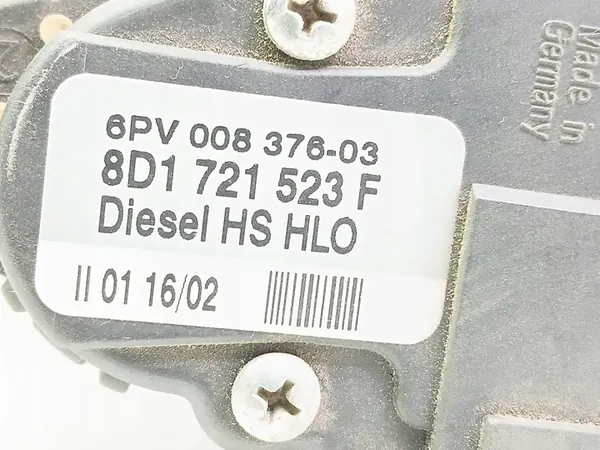 6PV 008 376-03
8D1 721 523 F
Diesel HS HLO
II 01 16/02
Made in
Germany